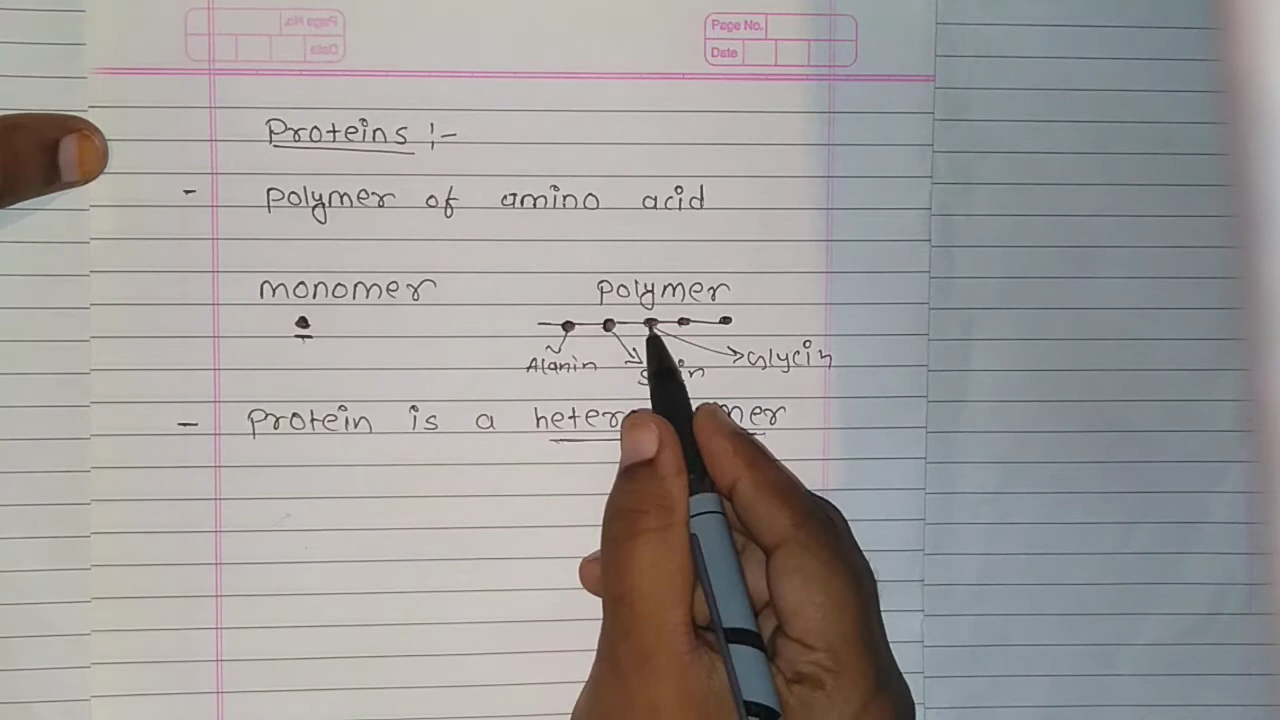 Page No.
Date
Proteins :-
- Polymer of amino acid
monomer polymer
Alanin Glycin
- Protein is a